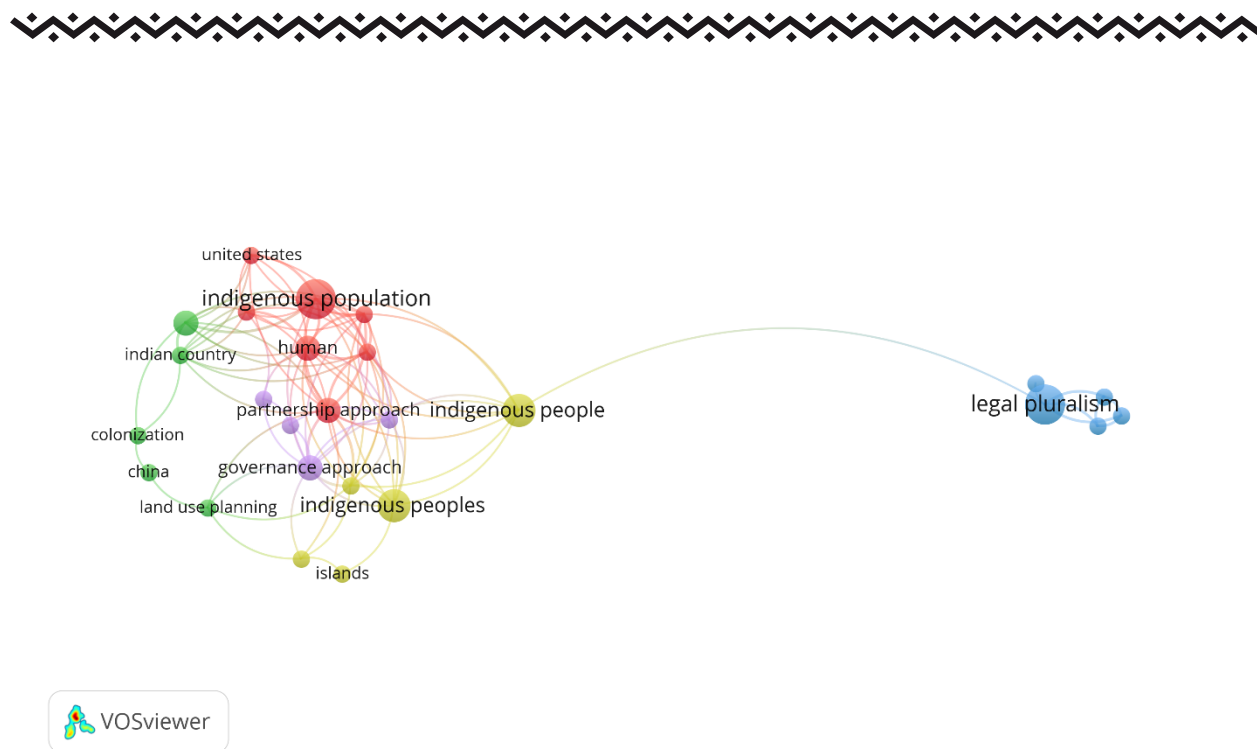 united states
indigenous population
human
indian country
partnership approach
indigenous people
legal pluralism
colonization
governance approach
china
indigenous peoples
land use planning
islands
VOSviewer